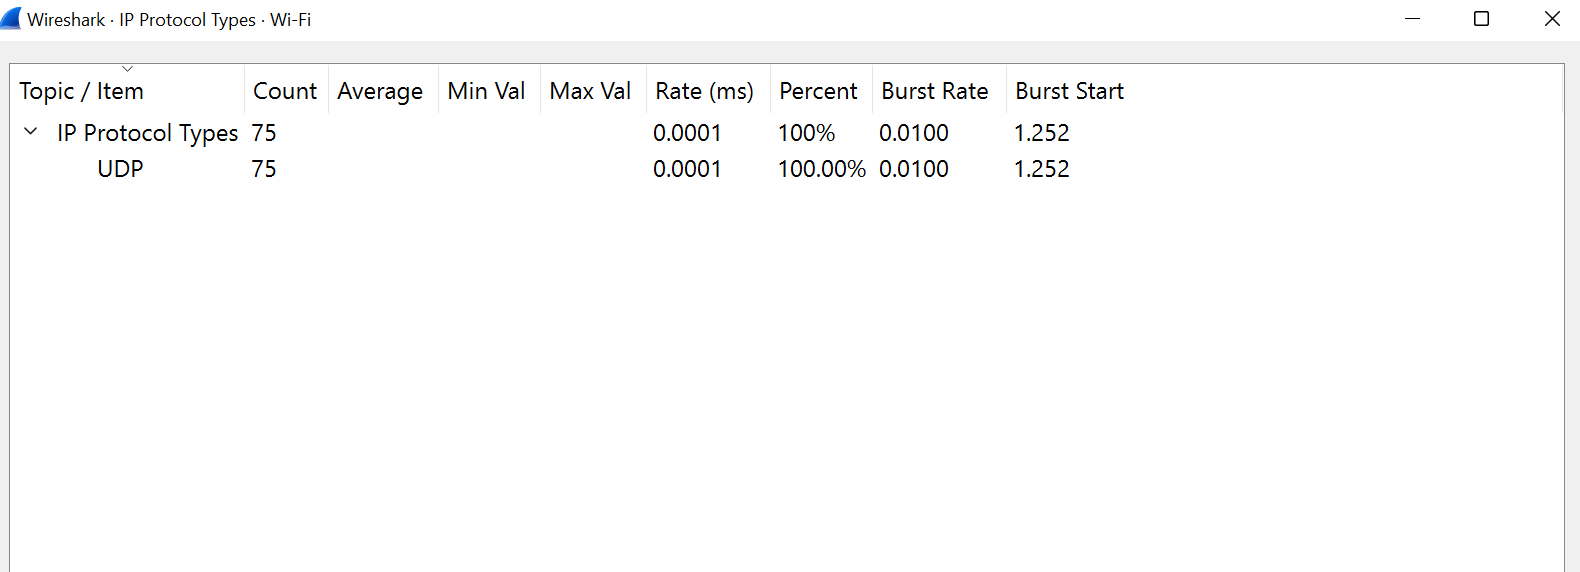 Wireshark · IP Protocol Types · Wi-Fi
Topic / Item Count Average Min Val Max Val Rate (ms) Percent Burst Rate Burst Start
IP Protocol Types 75 0.0001 100% 0.0100 1.252
UDP 75 0.0001 100.00% 0.0100 1.252